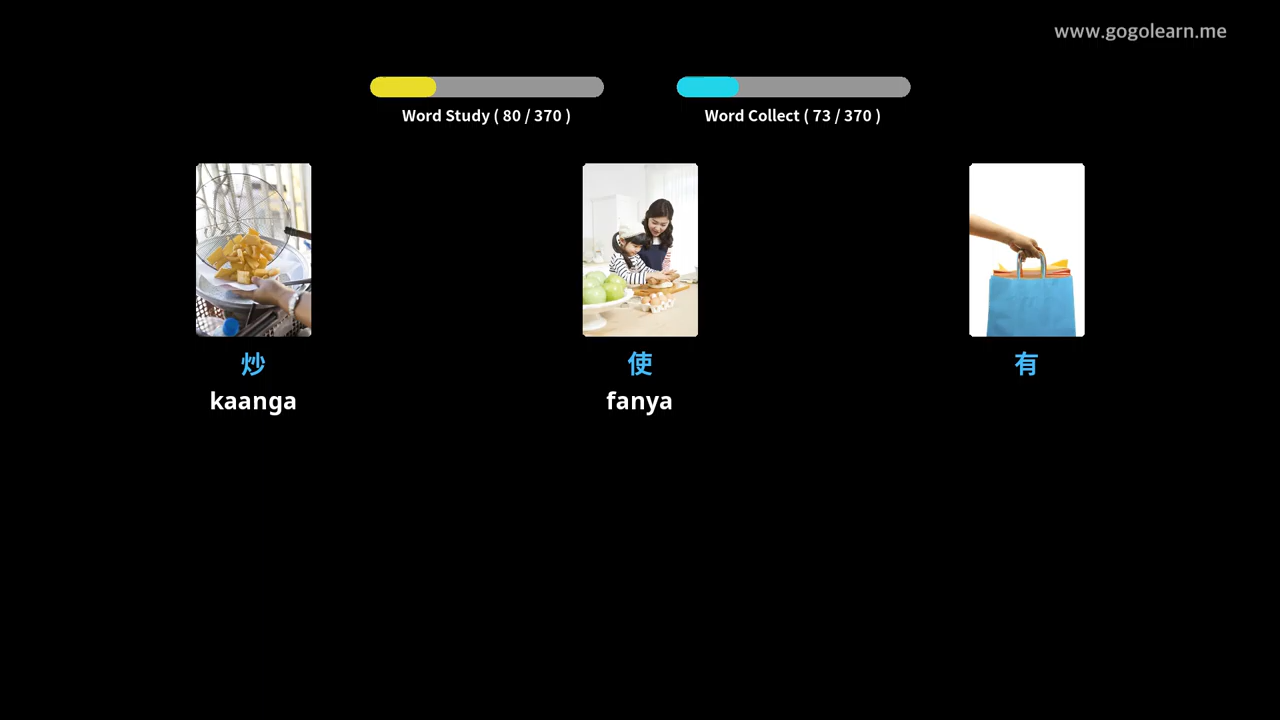 www.gogolearn.me
Word Study ( 80 / 370 )
Word Collect ( 73 / 370 )
炒
kaanga
使
fanya
有